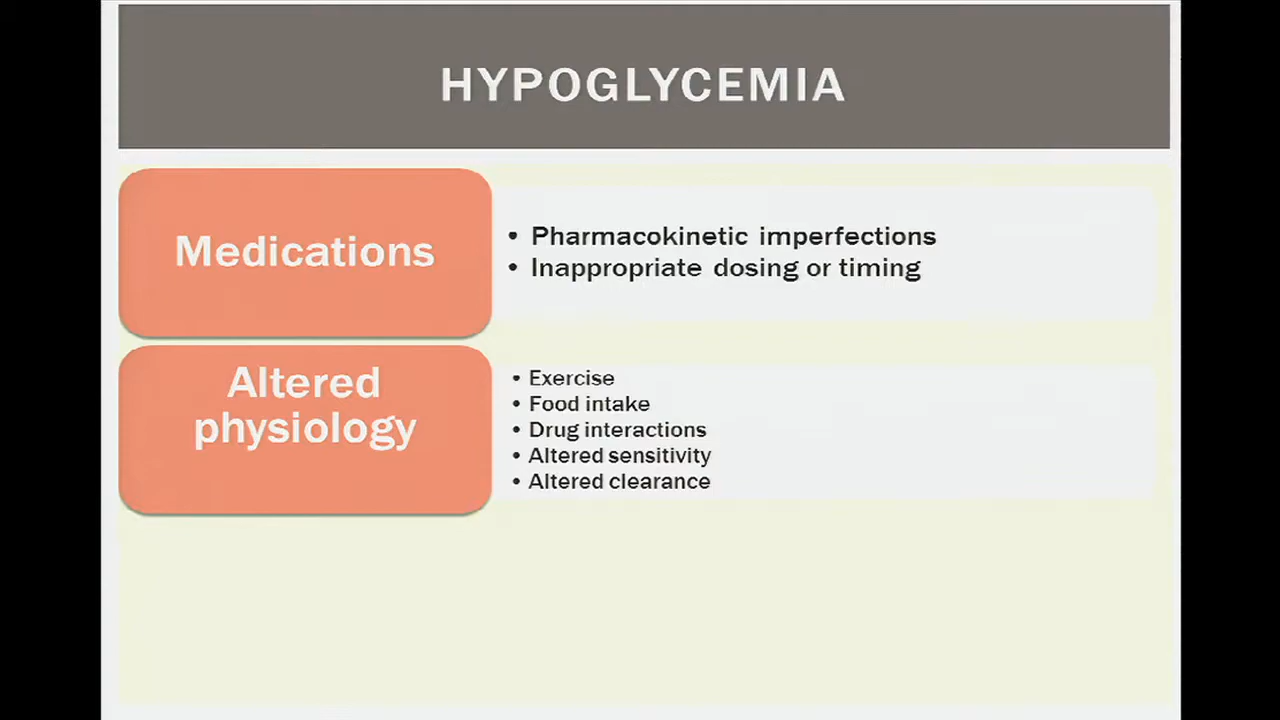 HYPOGLYCEMIA
Medications
• Pharmacokinetic imperfections
• Inappropriate dosing or timing
Altered
physiology
• Exercise
• Food intake
• Drug interactions
• Altered sensitivity
• Altered clearance